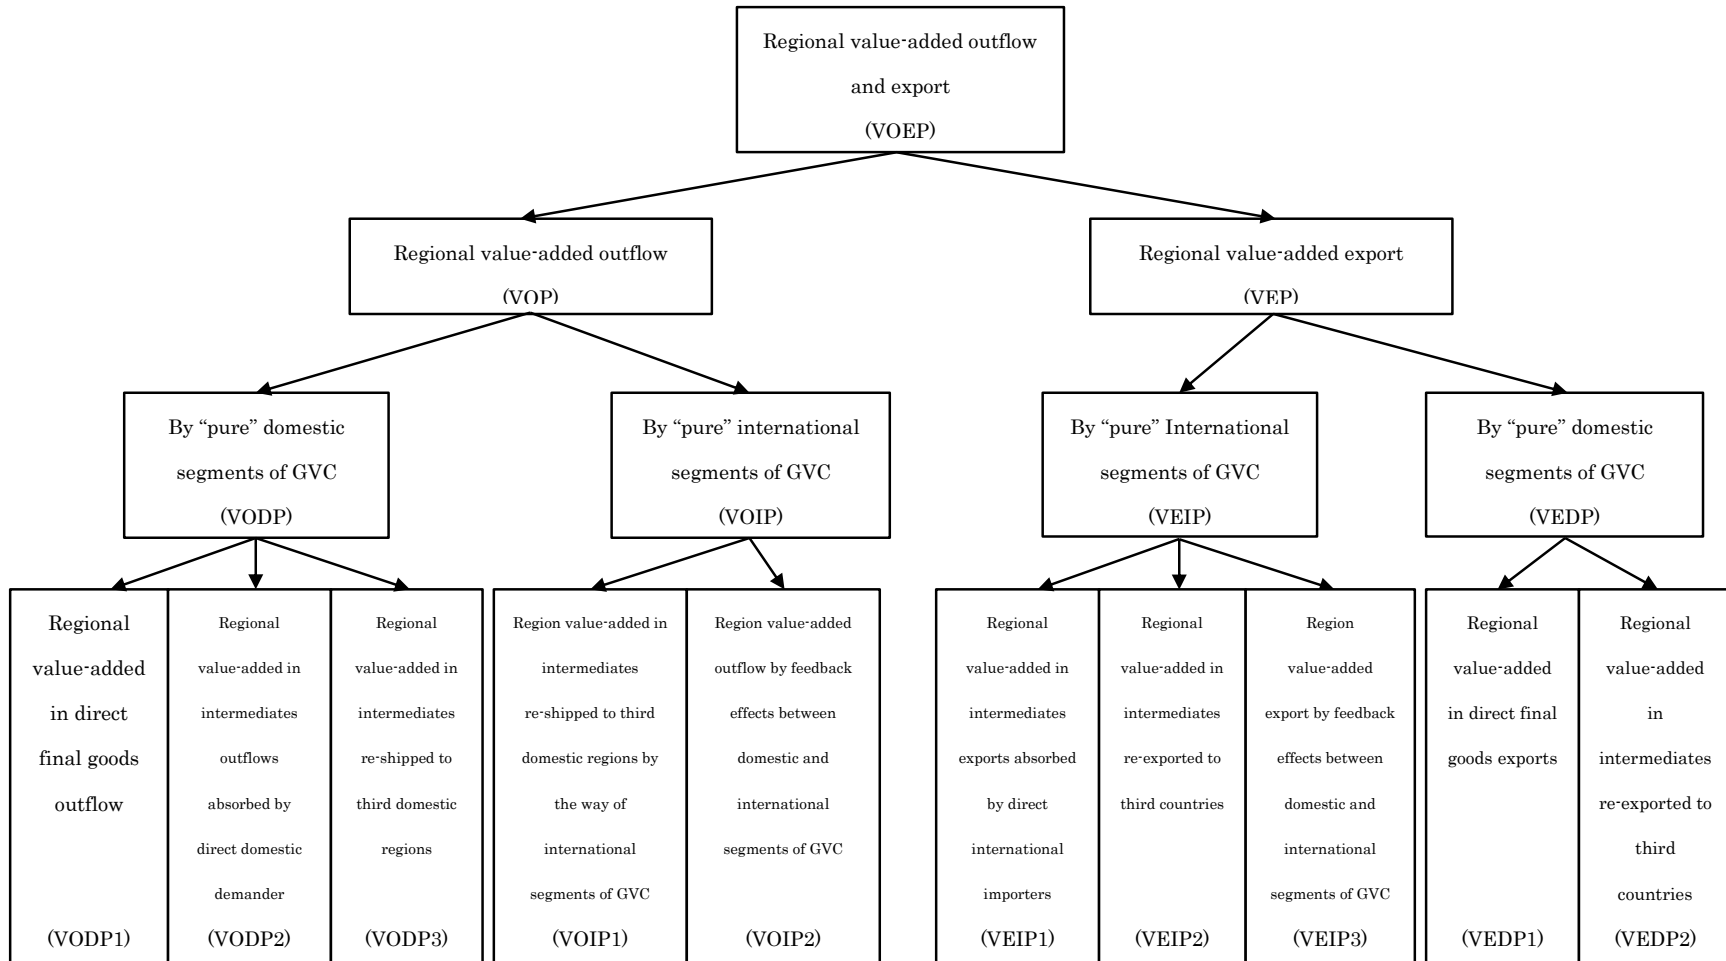 Regional value-added outflow
and export
(VOEP)
Regional value-added outflow
(VOP)
Regional value-added export
(VEP)
By “pure” domestic
segments of GVC
(VODP)
By “pure” international
segments of GVC
(VOIP)
By “pure” International
segments of GVC
(VEIP)
By “pure” domestic
segments of GVC
(VEDP)
Regional
value-added
in direct
final goods
outflow
(VODP1)
Regional
value-added in
intermediates
outflows
absorbed by
direct domestic
demander
(VODP2)
Regional
value-added in
intermediates
re-shipped to
third domestic
regions
(VODP3)
Region value-added in
intermediates
re-shipped to third
domestic regions by
the way of
international
segments of GVC
(VOIP1)
Region value-added
outflow by feedback
effects between
domestic and
international
segments of GVC
(VOIP2)
Regional
value-added in
intermediates
exports absorbed
by direct
international
importers
(VEIP1)
Regional
value-added in
intermediates
re-exported to
third countries
(VEIP2)
Region
value-added
export by feedback
effects between
domestic and
international
segments of GVC
(VEIP3)
Regional
value-added
in direct final
goods exports
(VEDP1)
Regional
value-added
in
intermediates
re-exported to
third
countries
(VEDP2)